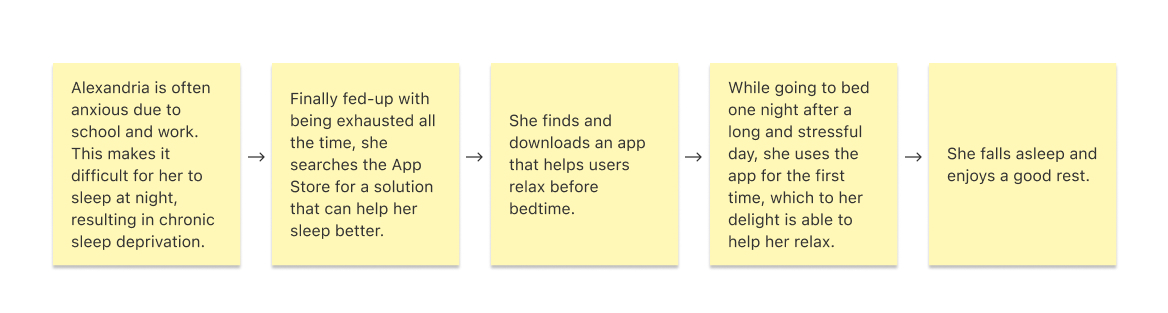 Alexandria is often
anxious due to
school and work.
This makes it
difficult for her to
sleep at night,
resulting in chronic
sleep deprivation.
Finally fed-up with
being exhausted all
the time, she
searches the App
Store for a solution
that can help her
sleep better.
She finds and
downloads an app
that helps users
relax before
bedtime.
While going to bed
one night after a
long and stressful
day, she uses the
app for the first
time, which to her
delight is able to
help her relax.
She falls asleep and
enjoys a good rest.